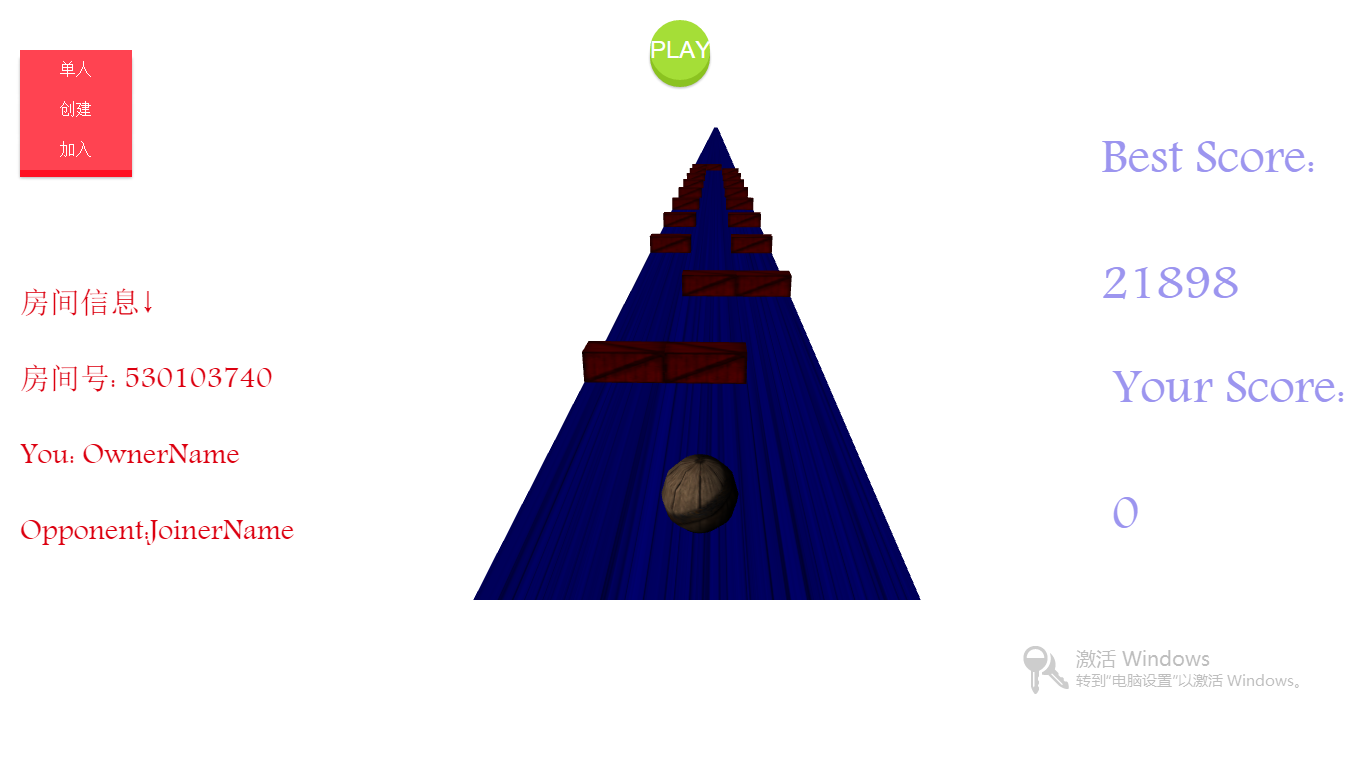 PLAY
单人
创建
加入
房间信息↓
房间号: 530103740
You: OwnerName
Opponent:JoinerName
Best Score:
21898
Your Score:
0
激活 Windows
转到"电脑设置"以激活 Windows。